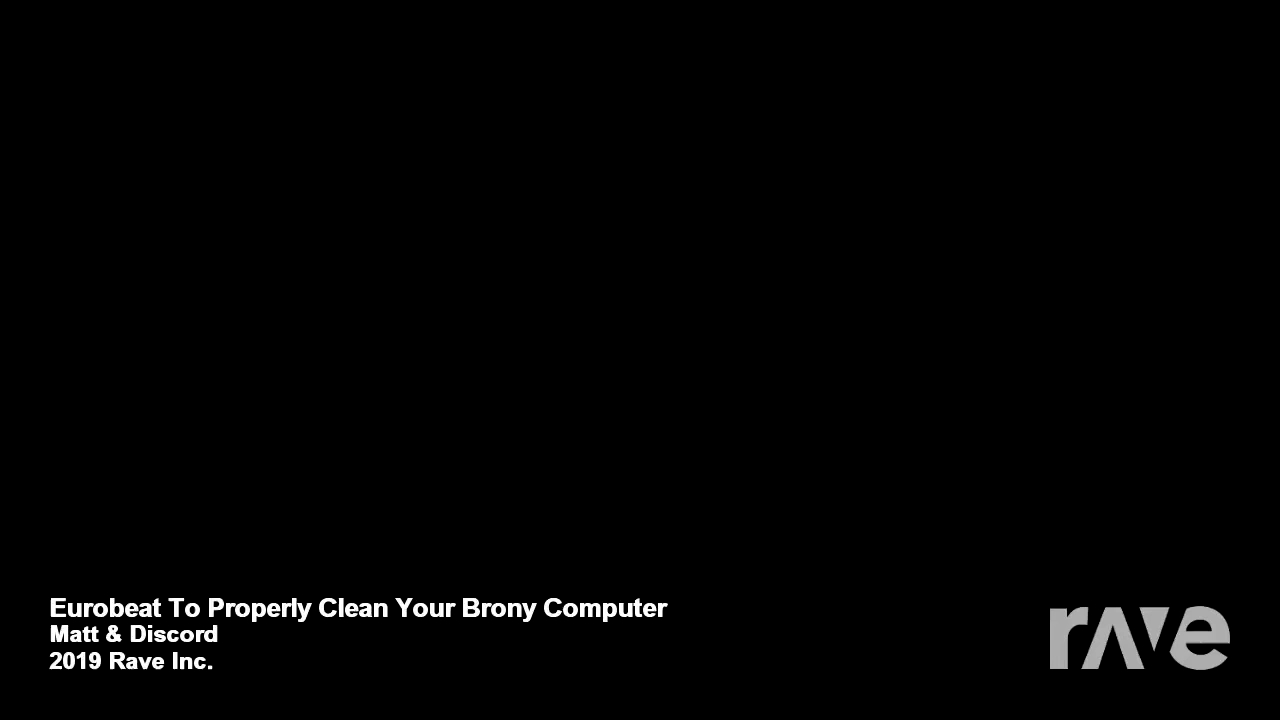 Eurobeat To Properly Clean Your Brony Computer
Matt & Discord
2019 Rave Inc.
rave